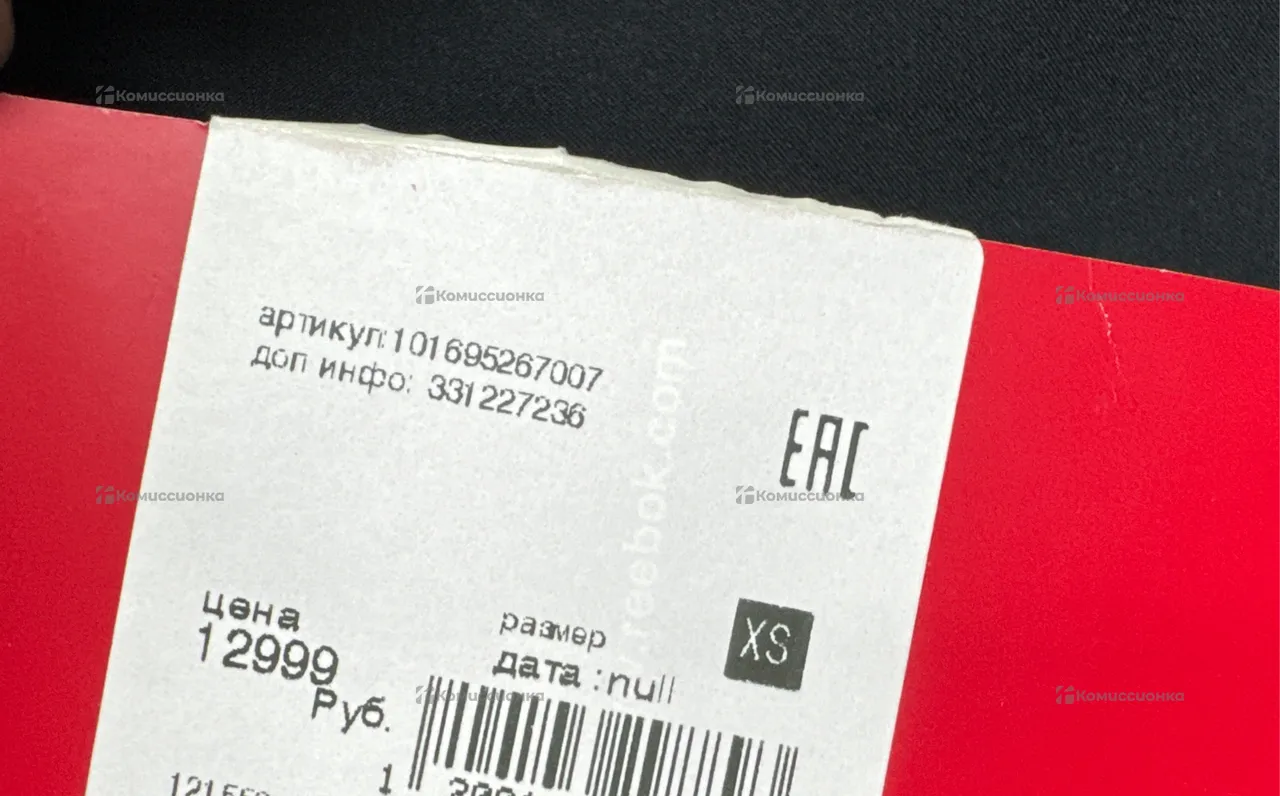 Комиссионка
Комиссионка
Комиссионка
Комиссионка
артикул:101695267007
доп инфо: 331227236
.reebok.com
EAC
Комиссионка
Комиссионка
цена
12999
Руб.
размер
XS
дата :null
Комиссионка
Комиссионка
1